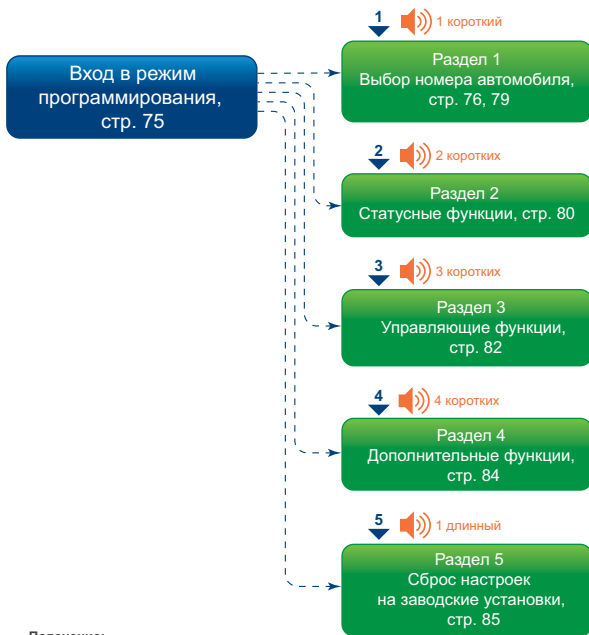 Вход в режим
программирования,
стр. 75
1 1 короткий
Раздел 1
Выбор номера автомобиля,
стр. 76, 79
2 2 коротких
Раздел 2
Статусные функции, стр. 80
3 3 коротких
Раздел 3
Управляющие функции,
стр. 82
4 4 коротких
Раздел 4
Дополнительные функции,
стр. 84
5 1 длинный
Раздел 5
Сброс настроек
на заводские установки,
стр. 85